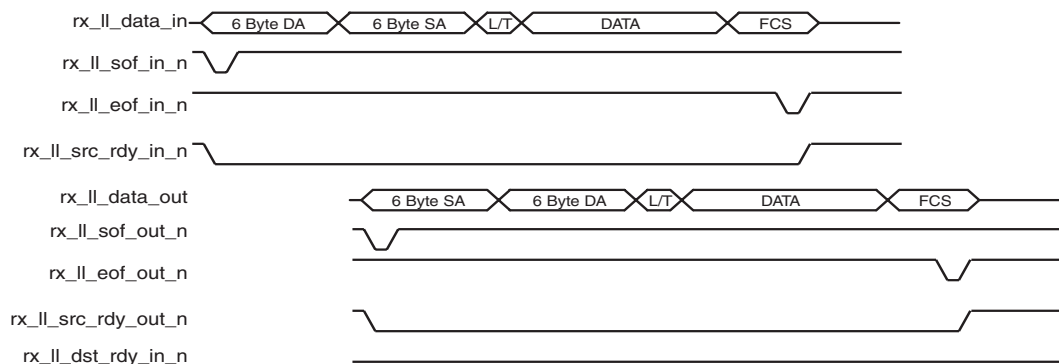 rx_ll_data_in 6 Byte DA 6 Byte SA L/T DATA FCS
rx_ll_sof_in_n
rx_ll_eof_in_n
rx_ll_src_rdy_in_n
rx_ll_data_out 6 Byte SA 6 Byte DA L/T DATA FCS
rx_ll_sof_out_n
rx_ll_eof_out_n
rx_ll_src_rdy_out_n
rx_ll_dst_rdy_in_n